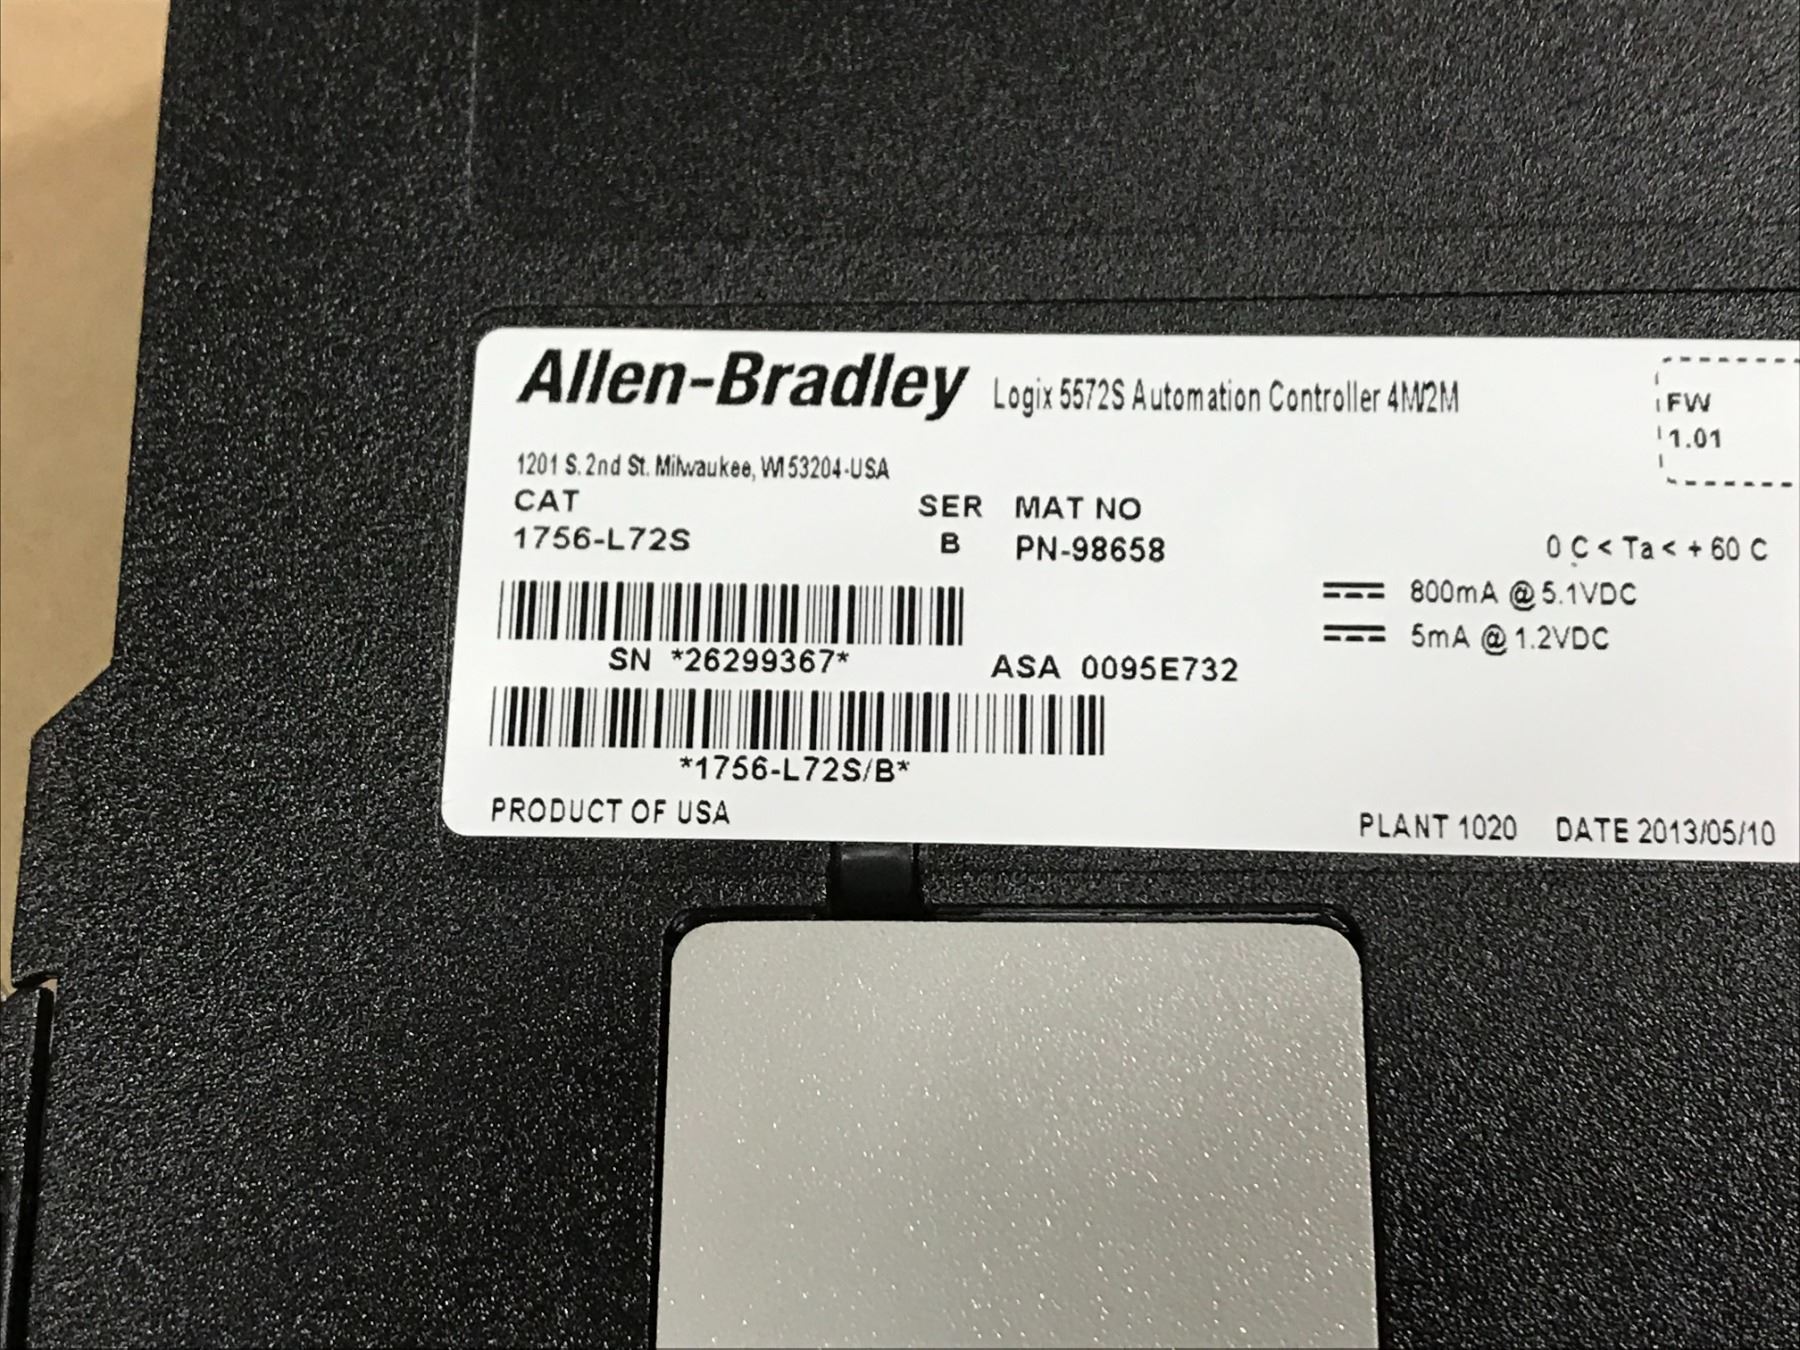 Allen-Bradley Logix 5572S Automation Controller 4M/2M
FW
1.01
1201 S. 2nd St. Milwaukee, WI 53204-USA
CAT SER MAT NO
1756-L72S B PN-98658
0 C < Ta < + 60 C
800mA @ 5.1VDC
5mA @ 1.2VDC
SN *26299367* ASA 0095E732
*1756-L72S/B*
PRODUCT OF USA PLANT 1020 DATE 2013/05/10